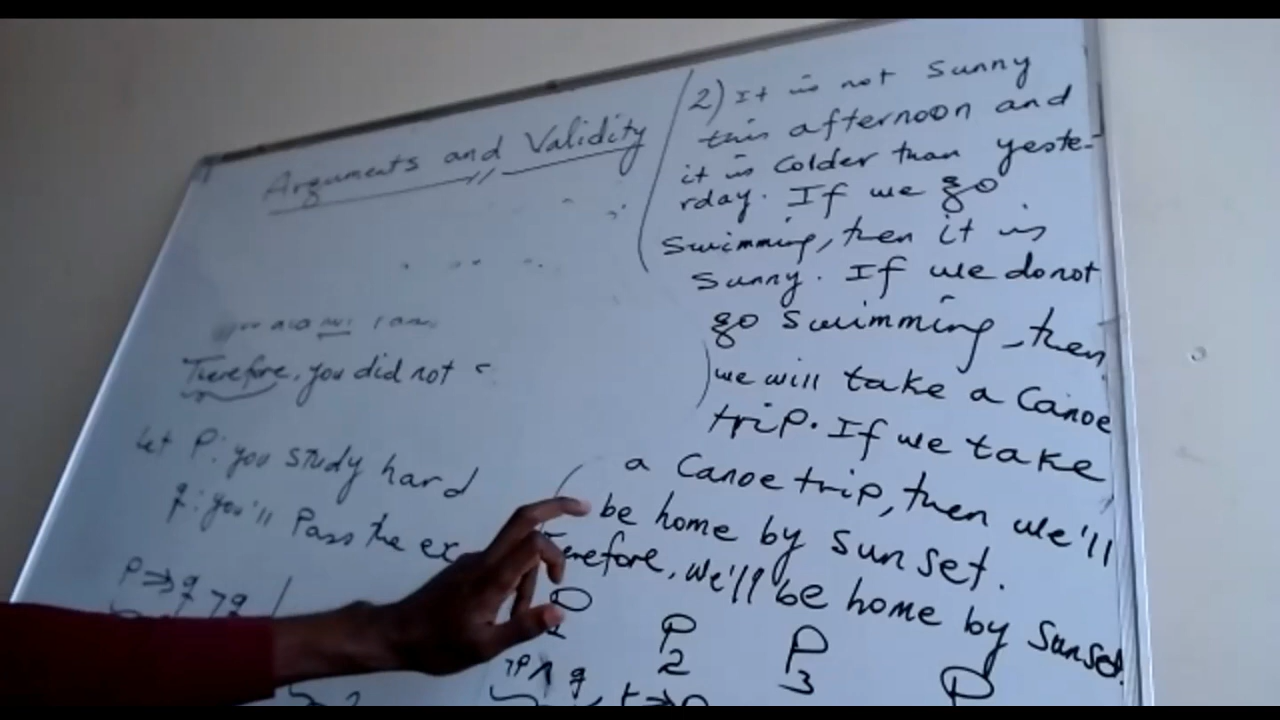 Arguments and Validity
Therefore, you did not
Let P: you study hard
q: you'll Pass the
P ⇒ q
¬q
2) It is not Sunny
this afternoon and
it is Colder than yeste-
rday. If we go
Swimming, then it is
Sunny. If we do not
go Swimming, then
we will take a Canoe
trip. If we take
a Canoe trip, then we'll
be home by Sunset.
we'll be home by Sunset.
P2 P3 P
¬P ∧ q